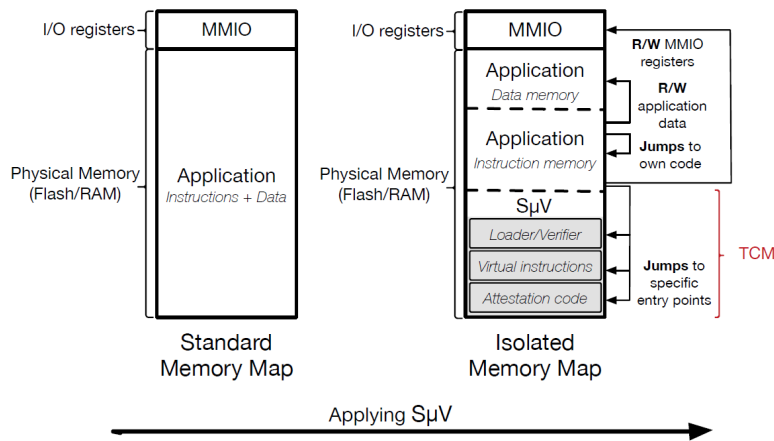 I/O registers
MMIO
Physical Memory
(Flash/RAM)
Application
Instructions + Data
Standard
Memory Map
I/O registers
MMIO
Physical Memory
(Flash/RAM)
Application
Data memory
Application
Instruction memory
SμV
Loader/Verifier
Virtual instructions
Attestation code
R/W MMIO
registers
R/W
application
data
Jumps to
own code
Jumps to
specific
entry points
TCM
Isolated
Memory Map
Applying SμV